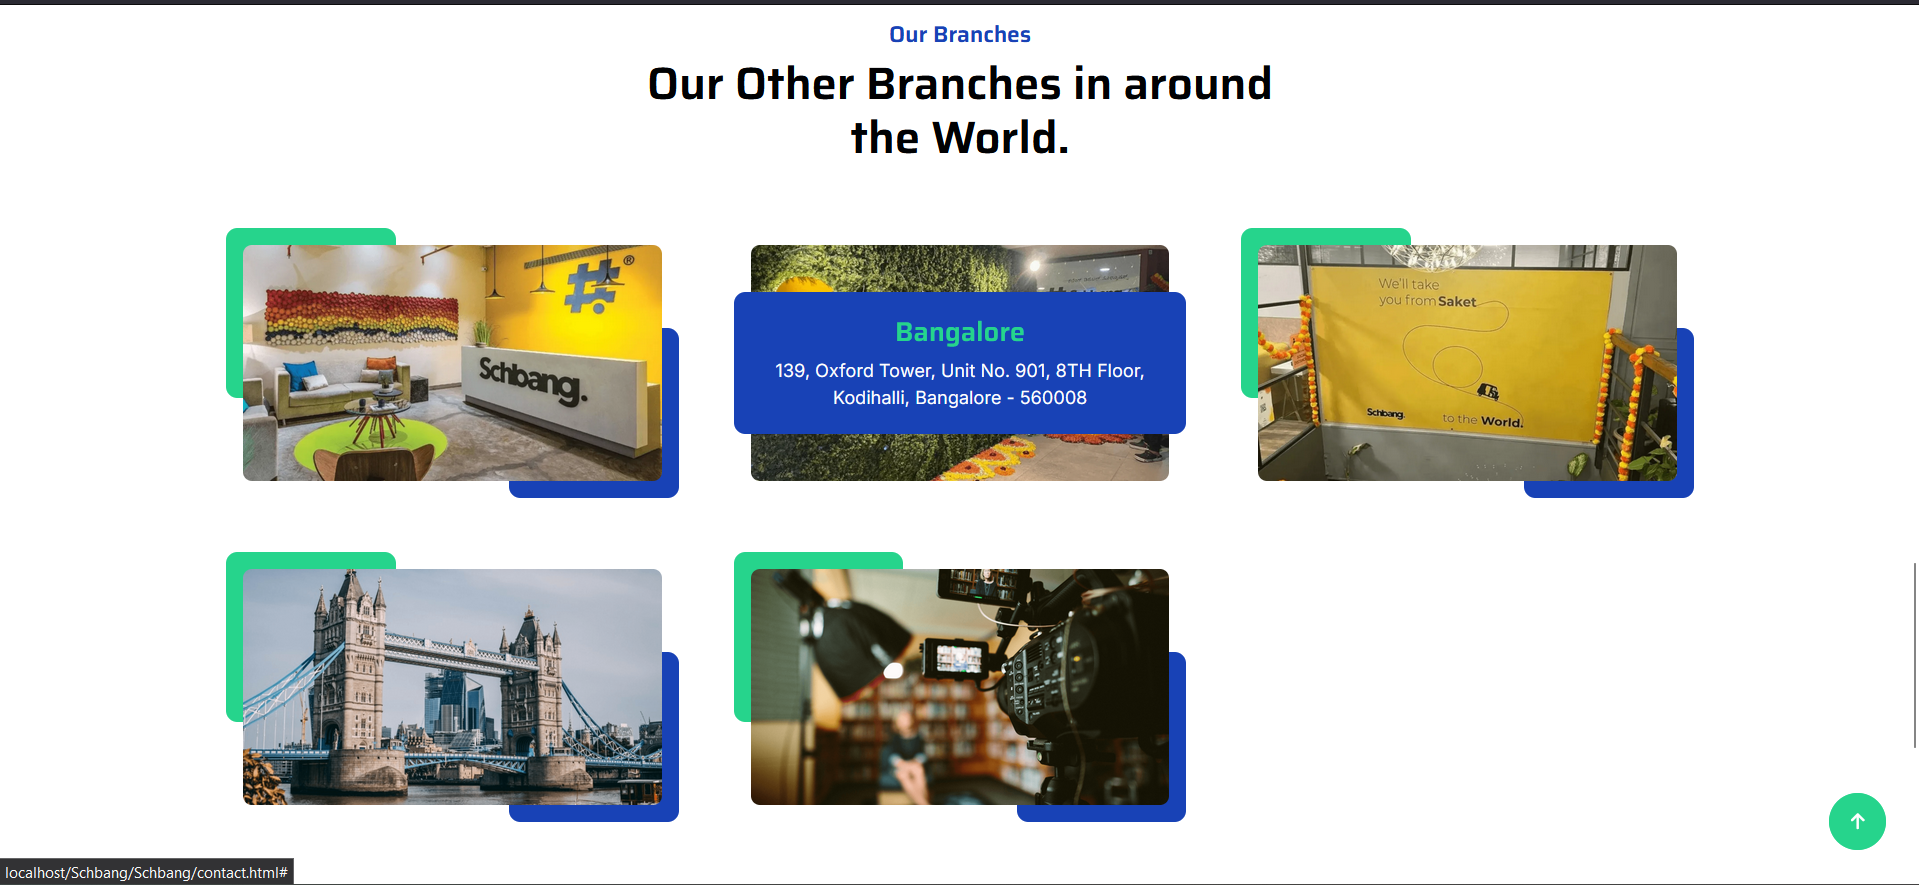 Our Branches
Our Other Branches in around
the World.
®
Schbang.
Bangalore
139, Oxford Tower, Unit No. 901, 8TH Floor,
Kodihalli, Bangalore - 560008
We'll take
you from Saket
Schbang.
to the World.
localhost/Schbang/Schbang/contact.html#